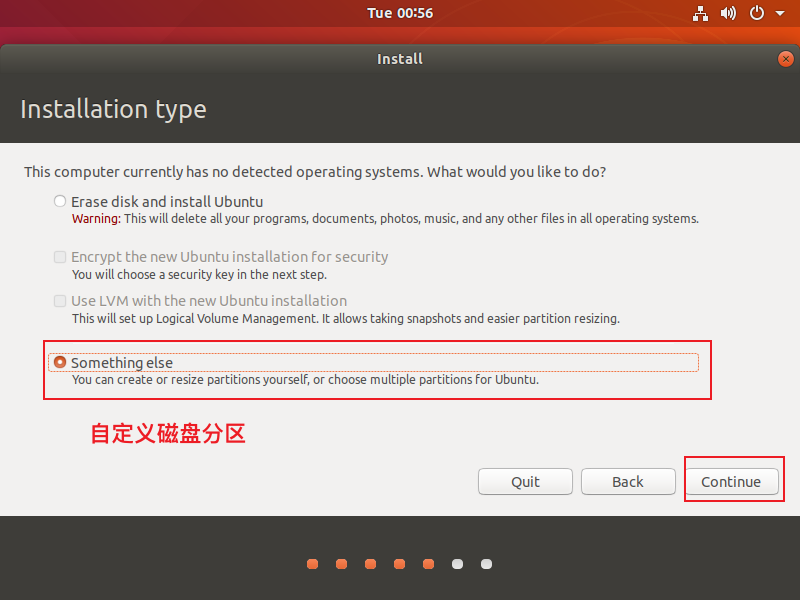 Tue 00:56
Install
Installation type
This computer currently has no detected operating systems. What would you like to do?
Erase disk and install Ubuntu
Warning: This will delete all your programs, documents, photos, music, and any other files in all operating systems.
Encrypt the new Ubuntu installation for security
You will choose a security key in the next step.
Use LVM with the new Ubuntu installation
This will set up Logical Volume Management. It allows taking snapshots and easier partition resizing.
Something else
You can create or resize partitions yourself, or choose multiple partitions for Ubuntu.
自定义磁盘分区
Quit
Back
Continue